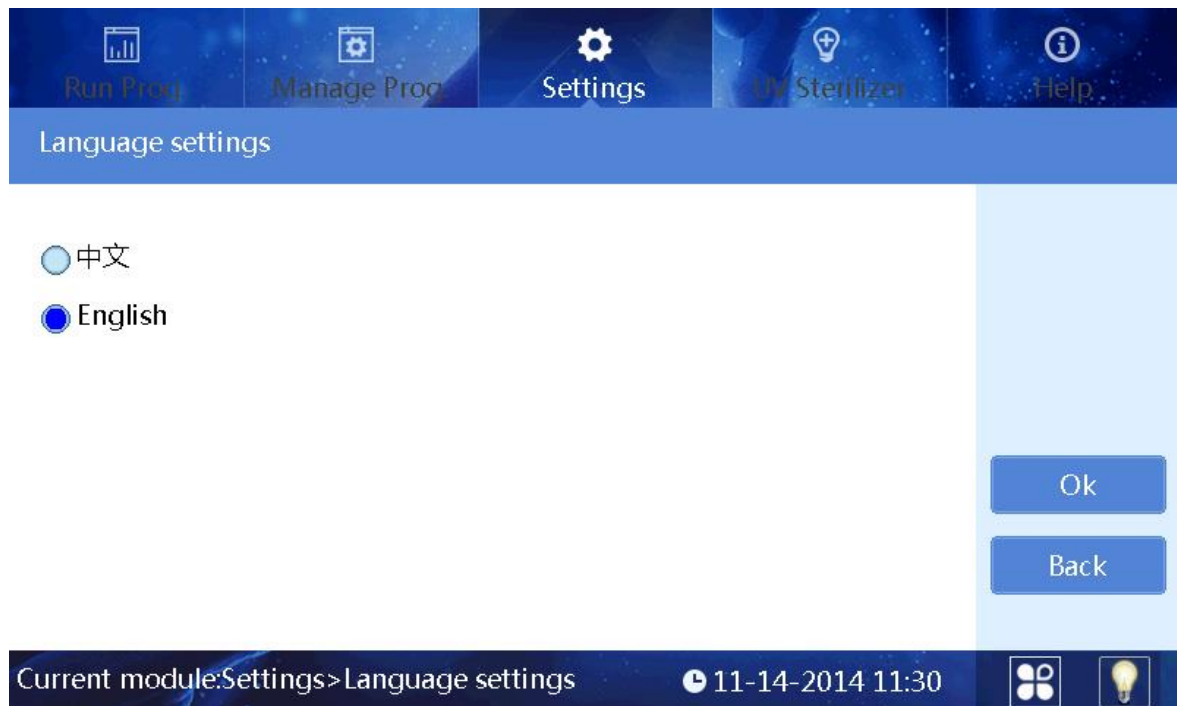 Run Prog.
Manage Prog.
Settings
UV Sterilizer
Help
Language settings
中文
English
Ok
Back
Current module:Settings>Language settings
11-14-2014 11:30